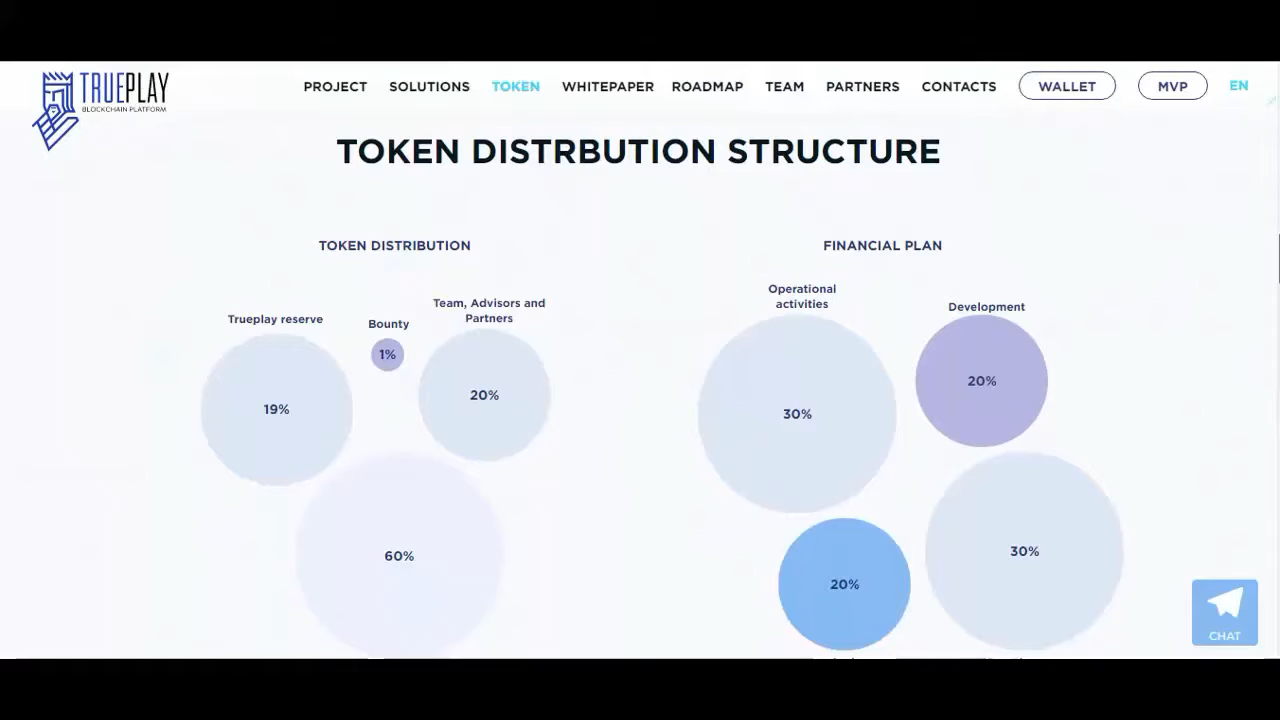 TRUEPLAY
BLOCKCHAIN PLATFORM
PROJECT SOLUTIONS TOKEN WHITEPAPER ROADMAP TEAM PARTNERS CONTACTS WALLET MVP EN
TOKEN DISTRBUTION STRUCTURE
TOKEN DISTRIBUTION
Trueplay reserve
19%
Bounty
1%
Team, Advisors and
Partners
20%
60%
FINANCIAL PLAN
Operational
activities
30%
Development
20%
20%
30%
CHAT